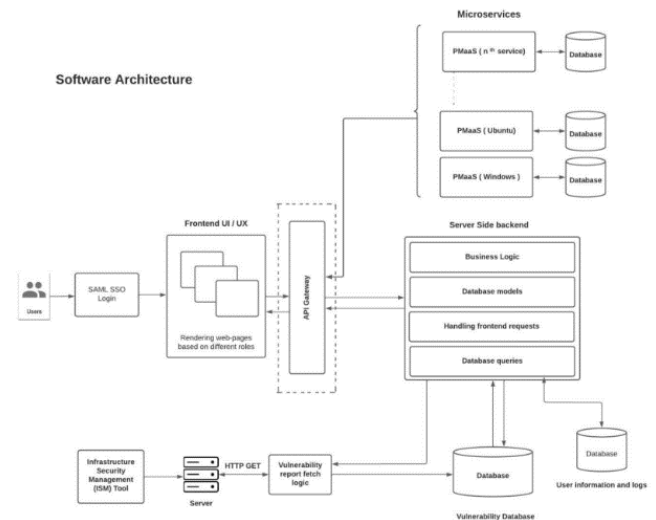 Microservices
PMaaS ( n th service)
Database
Software Architecture
PMaaS ( Ubuntu)
Database
PMaaS ( Windows )
Database
Frontend UI / UX
Server Side backend
Business Logic
Users
SAML SSO
Login
API Gateway
Database models
Handling frontend requests
Rendering web-pages
based on different roles
Database queries
Infrastructure
Security
Management
(ISM) Tool
Server
HTTP GET
Vulnerability
report fetch
logic
Database
Vulnerability Database
Database
User information and logs